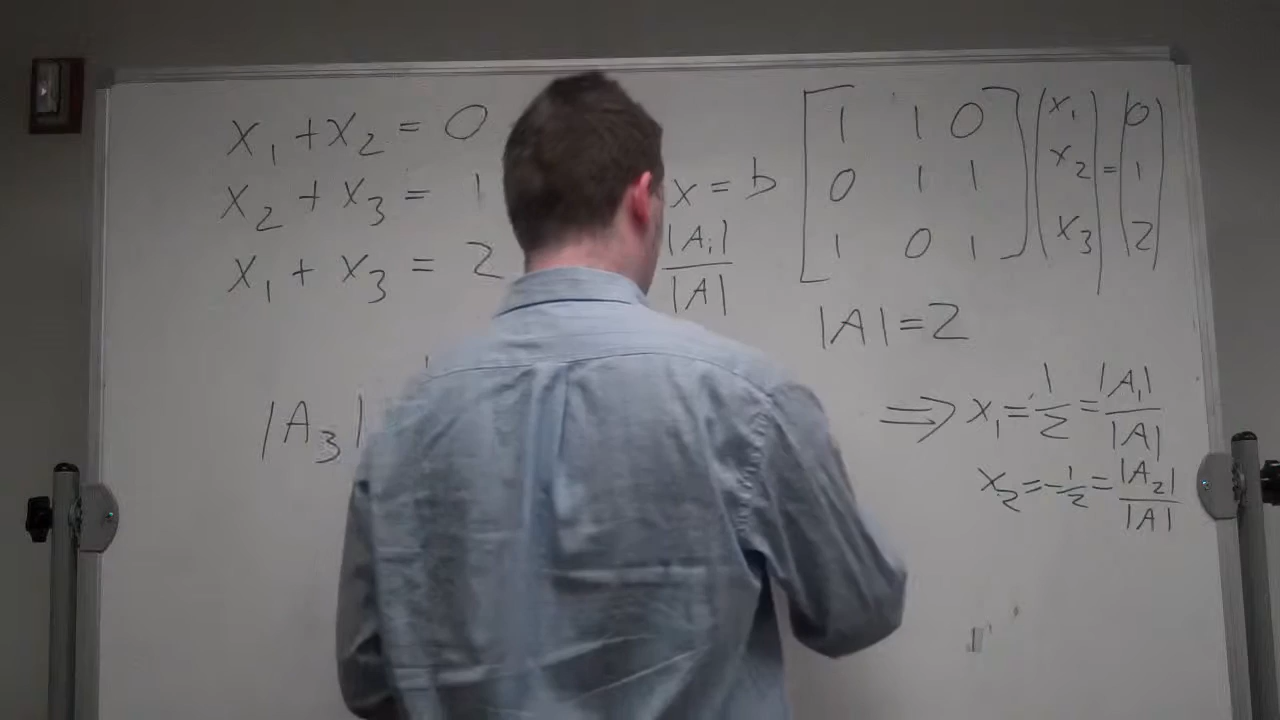 x₁ + x₂ = 0
x₂ + x₃ = 1
x₁ + x₃ = 2
x = b
|Aᵢ|
|A|
1 1 0
0 1 1
1 0 1
x₁
x₂
x₃
=
0
1
2
|A| = 2
⇒ x₁ = 1/2 = |A₁|/|A|
x₂ = -1/2 = |A₂|/|A|
|A₃|